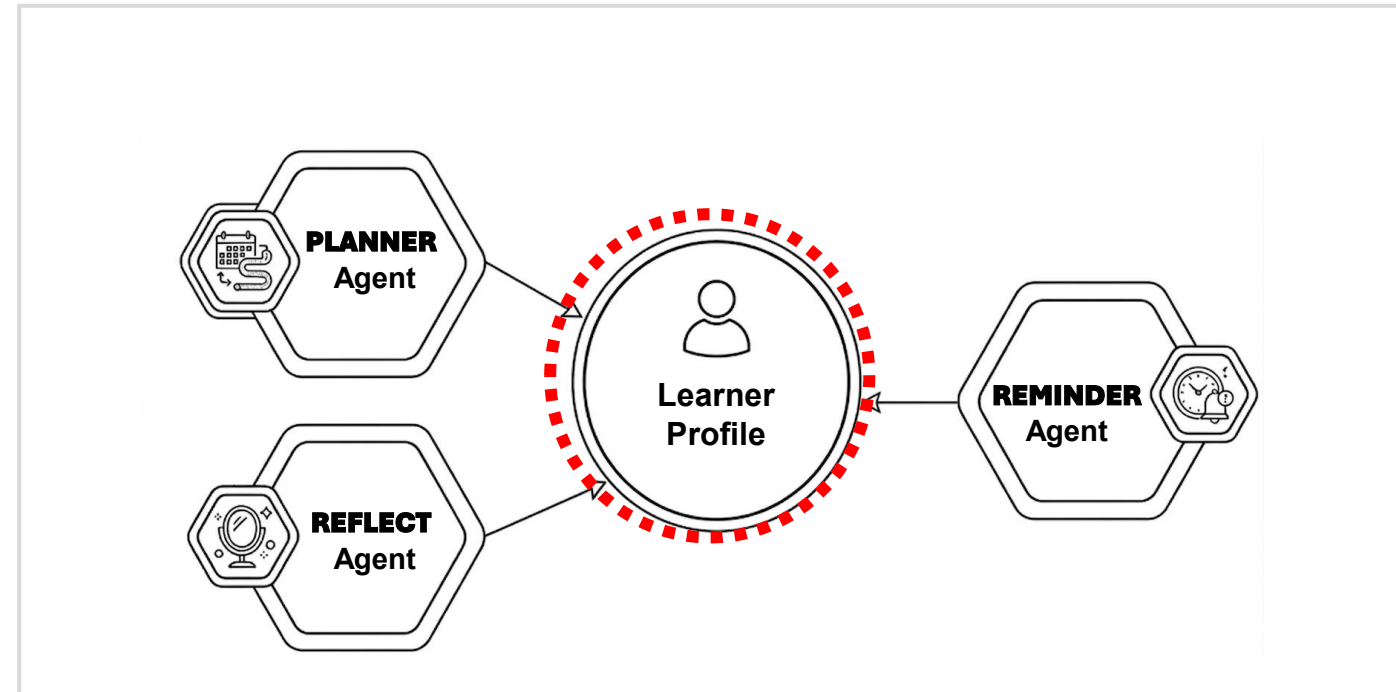 PLANNER
Agent
Learner
Profile
REMINDER
Agent
REFLECT
Agent